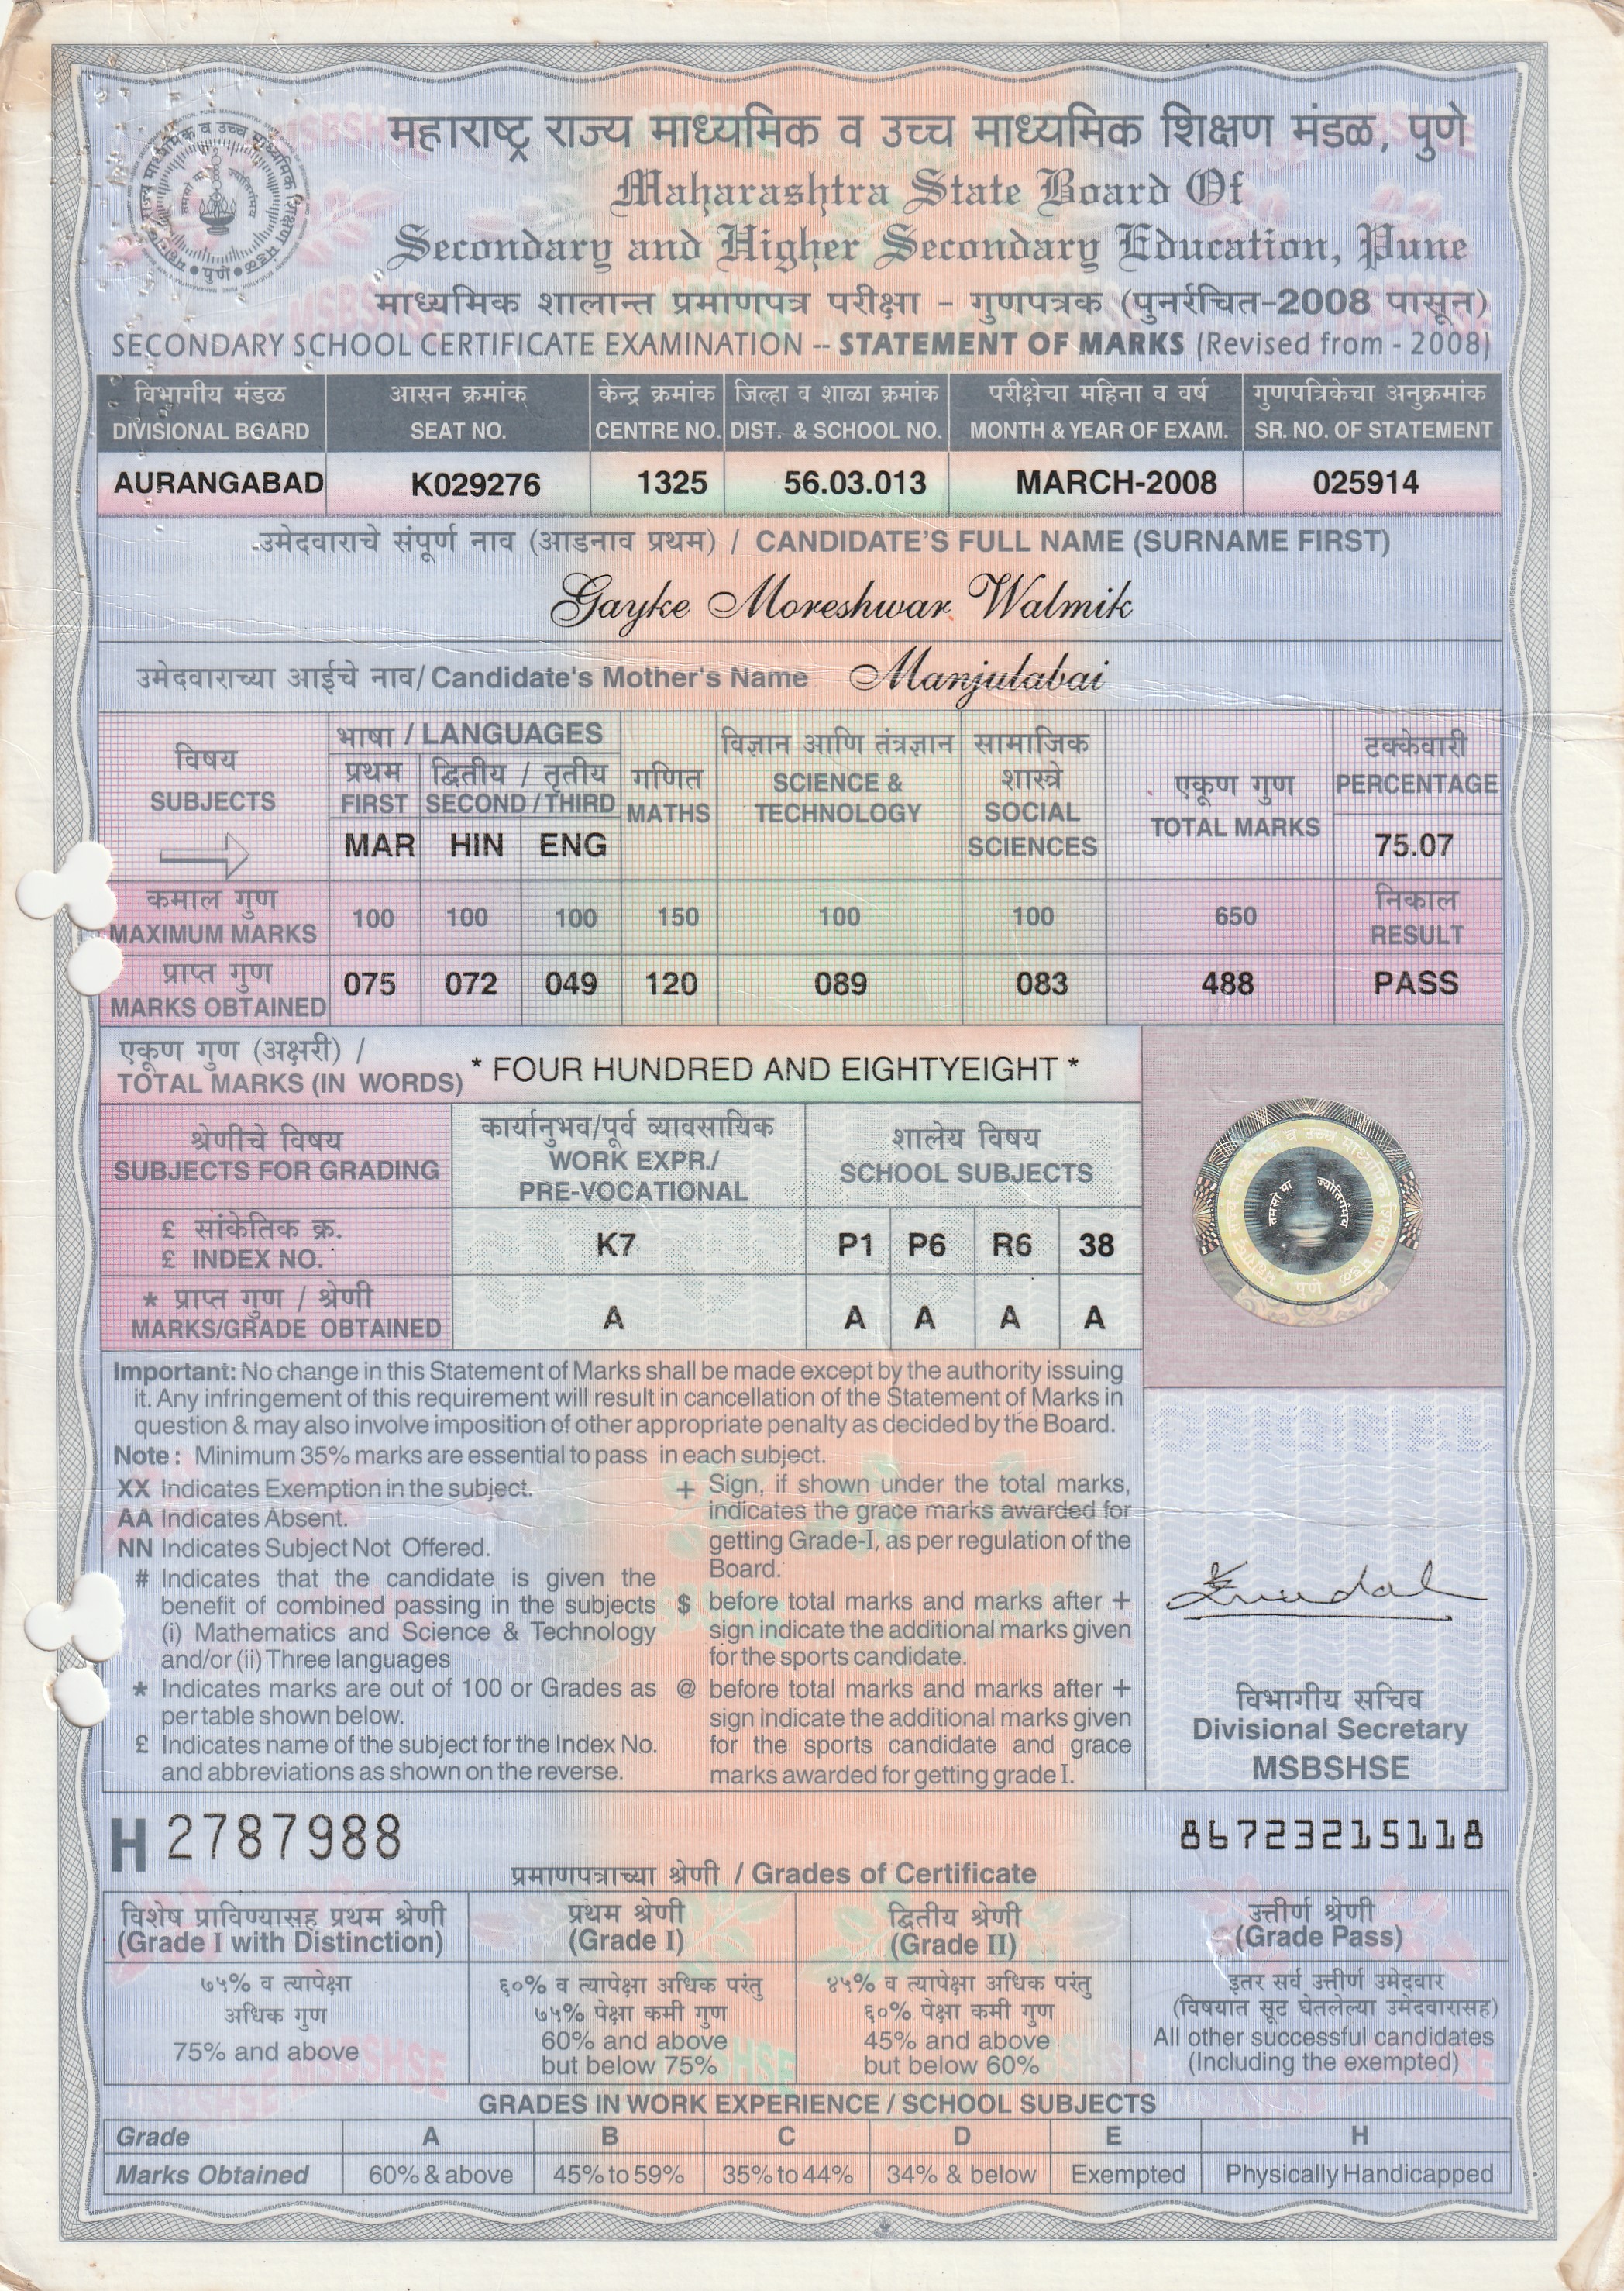 महाराष्ट्र राज्य माध्यमिक व उच्च माध्यमिक शिक्षण मंडळ, पुणे
Maharashtra State Board Of
Secondary and Higher Secondary Education, Pune
माध्यमिक शालान्त प्रमाणपत्र परीक्षा - गुणपत्रक (पुनर्रचित-2008 पासून)
SECONDARY SCHOOL CERTIFICATE EXAMINATION -- STATEMENT OF MARKS (Revised from - 2008)
विभागीय मंडळ आसन क्रमांक केन्द्र क्रमांक जिल्हा व शाळा क्रमांक परीक्षेचा महिना व वर्ष गुणपत्रिकेचा अनुक्रमांक
DIVISIONAL BOARD SEAT NO. CENTRE NO. DIST. & SCHOOL NO. MONTH & YEAR OF EXAM. SR. NO. OF STATEMENT
AURANGABAD K029276 1325 56.03.013 MARCH-2008 025914
उमेदवाराचे संपूर्ण नाव (आडनाव प्रथम) / CANDIDATE'S FULL NAME (SURNAME FIRST)
Gayke Moreshwar Walmik
उमेदवाराच्या आईचे नाव/ Candidate's Mother's Name Manjulabai
विषय
SUBJECTS
भाषा / LANGUAGES
प्रथम द्वितीय / तृतीय
FIRST SECOND / THIRD
MAR HIN ENG
गणित
MATHS
विज्ञान आणि तंत्रज्ञान
SCIENCE &
TECHNOLOGY
सामाजिक
शास्त्रे
SOCIAL
SCIENCES
एकूण गुण
TOTAL MARKS
टक्केवारी
PERCENTAGE
75.07
कमाल गुण
MAXIMUM MARKS
100 100 100 150 100 100 650
निकाल
RESULT
प्राप्त गुण
MARKS OBTAINED
075 072 049 120 089 083 488 PASS
एकूण गुण (अक्षरी) /
TOTAL MARKS (IN WORDS) * FOUR HUNDRED AND EIGHTYEIGHT *
श्रेणीचे विषय
SUBJECTS FOR GRADING
कार्यानुभव/पूर्व व्यावसायिक
WORK EXPR./
PRE-VOCATIONAL
शालेय विषय
SCHOOL SUBJECTS
£ सांकेतिक क्र.
£ INDEX NO.
K7 P1 P6 R6 38
* प्राप्त गुण / श्रेणी
MARKS/GRADE OBTAINED
A A A A A
Important: No change in this Statement of Marks shall be made except by the authority issuing
it. Any infringement of this requirement will result in cancellation of the Statement of Marks in
question & may also involve imposition of other appropriate penalty as decided by the Board.
Note : Minimum 35% marks are essential to pass in each subject.
XX Indicates Exemption in the subject.
AA Indicates Absent.
NN Indicates Subject Not Offered.
# Indicates that the candidate is given the
benefit of combined passing in the subjects
(i) Mathematics and Science & Technology
and/or (ii) Three languages
* Indicates marks are out of 100 or Grades as
per table shown below.
£ Indicates name of the subject for the Index No.
and abbreviations as shown on the reverse.
+ Sign, if shown under the total marks,
indicates the grace marks awarded for
getting Grade-I, as per regulation of the
Board.
$ before total marks and marks after +
sign indicate the additional marks given
for the sports candidate.
@ before total marks and marks after +
sign indicate the additional marks given
for the sports candidate and grace
marks awarded for getting grade I.
विभागीय सचिव
Divisional Secretary
MSBSHSE
H 2787988
86723215118
प्रमाणपत्राच्या श्रेणी / Grades of Certificate
विशेष प्राविण्यासह प्रथम श्रेणी
(Grade I with Distinction)
प्रथम श्रेणी
(Grade I)
द्वितीय श्रेणी
(Grade II)
उत्तीर्ण श्रेणी
(Grade Pass)
७५% व त्यापेक्षा
अधिक गुण
75% and above
६०% व त्यापेक्षा अधिक परंतु
७५% पेक्षा कमी गुण
60% and above
but below 75%
४५% व त्यापेक्षा अधिक परंतु
६०% पेक्षा कमी गुण
45% and above
but below 60%
इतर सर्व उत्तीर्ण उमेदवार
(विषयात सूट घेतलेल्या उमेदवारासह)
All other successful candidates
(Including the exempted)
GRADES IN WORK EXPERIENCE / SCHOOL SUBJECTS
Grade A B C D E H
Marks Obtained 60% & above 45% to 59% 35% to 44% 34% & below Exempted Physically Handicapped